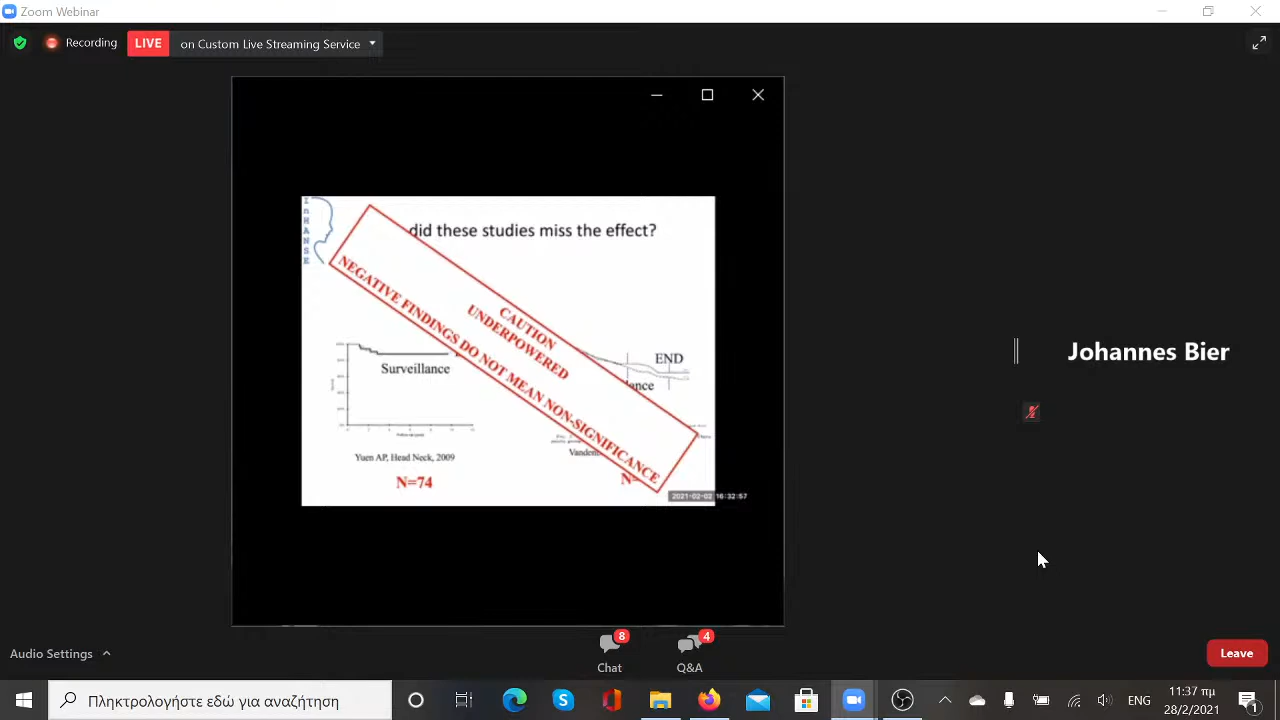 Zoom Webinar
Recording
LIVE
on Custom Live Streaming Service
InHANSE
did these studies miss the effect?
CAUTION
UNDERPOWERED
NEGATIVE FINDINGS DO NOT MEAN NON-SIGNIFICANCE
Surveillance
END
Yuen AP, Head Neck, 2009
N=74
2021-02-02 16:32:57
Johannes Bier
Audio Settings
8
Chat
4
Q&A
Leave
Πληκτρολογήστε εδώ για αναζήτηση
ENG
11:37 πμ
28/2/2021
1